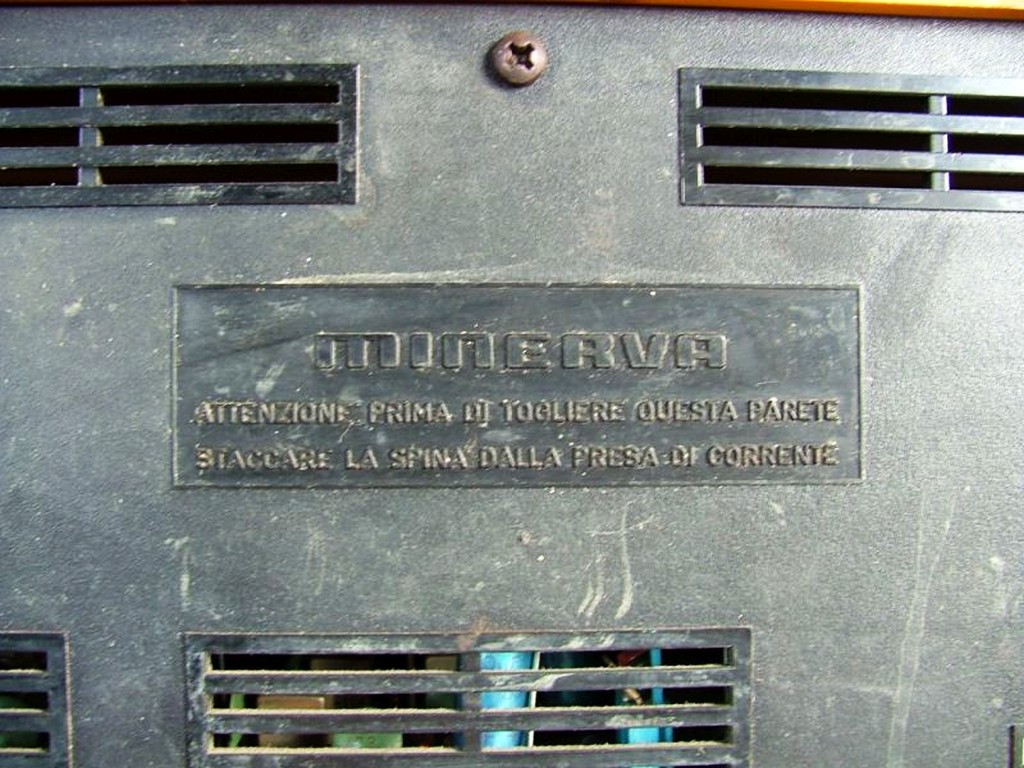 MINERVA
ATTENZIONE PRIMA DI TOGLIERE QUESTA PARETE
STACCARE LA SPINA DALLA PRESA DI CORRENTE